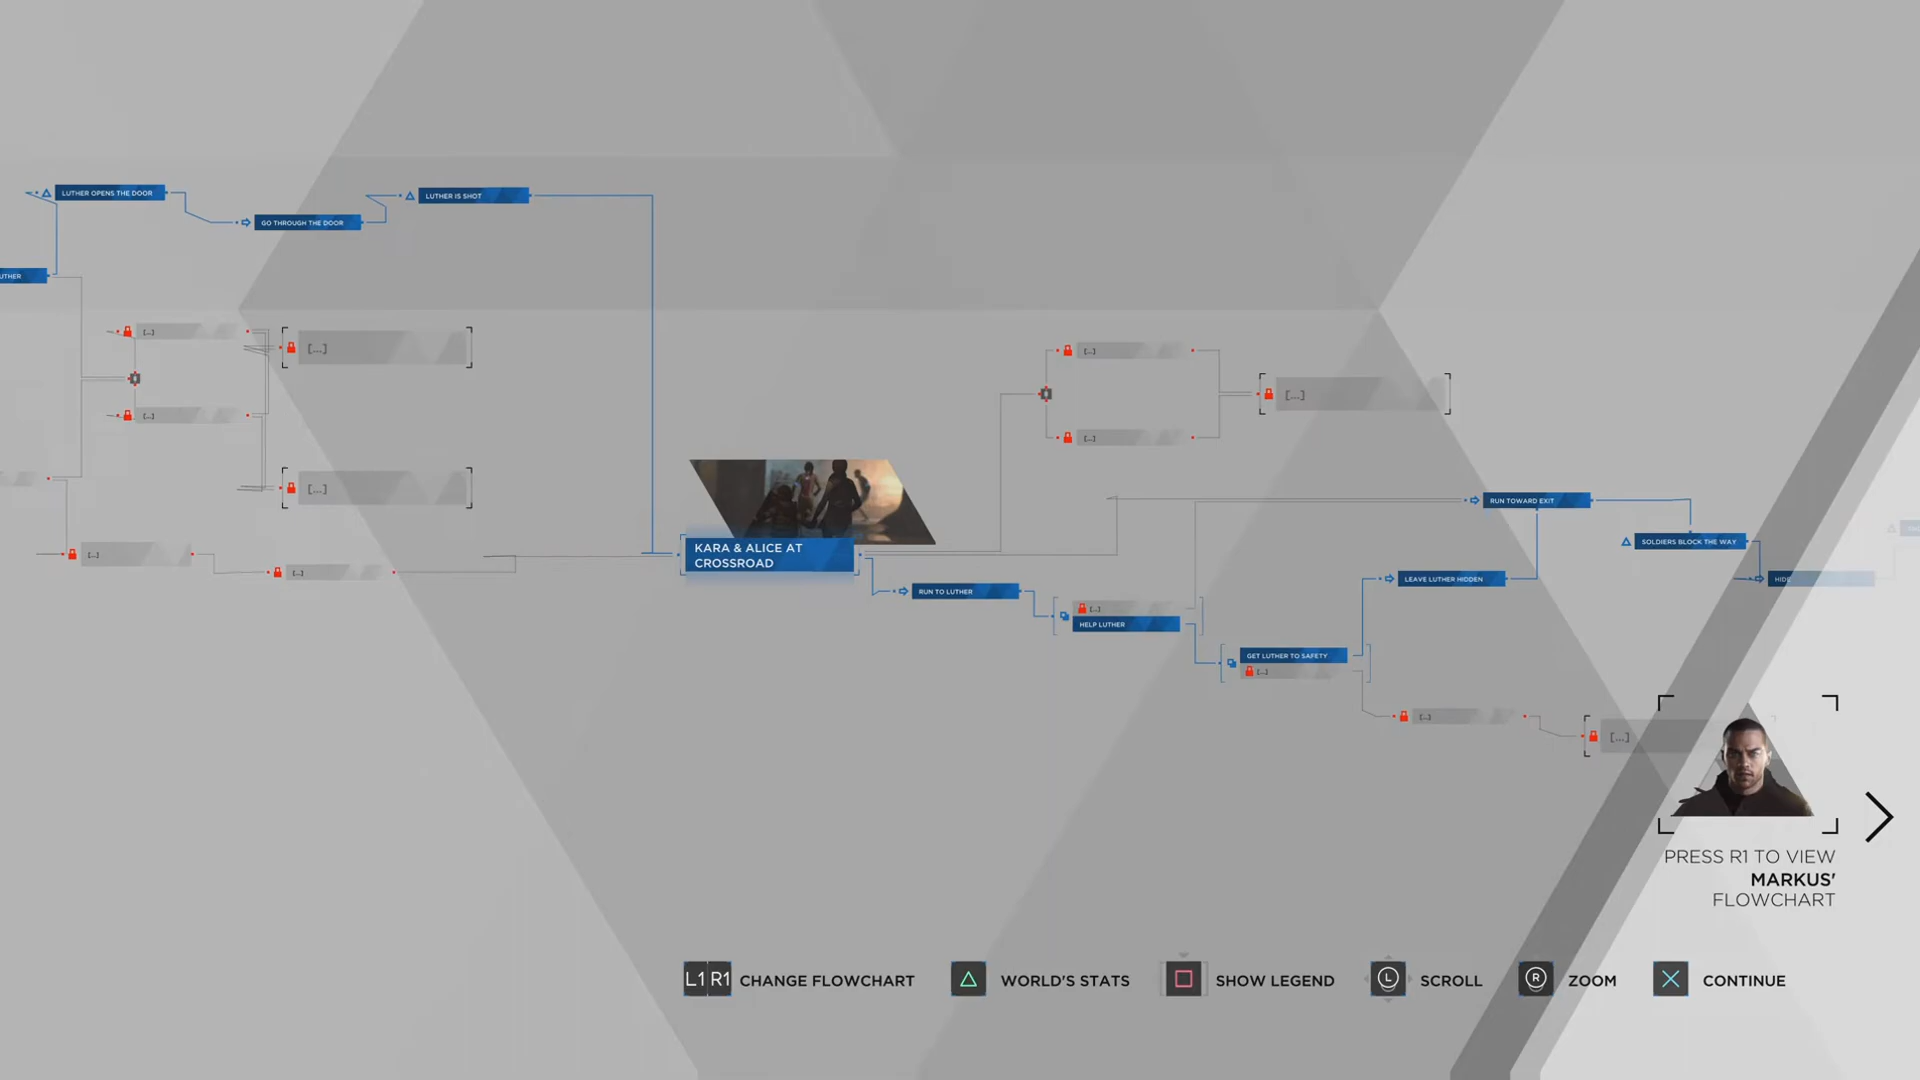 LUTHER OPENS THE DOOR
LUTHER IS SHOT
GO THROUGH THE DOOR
UTHER
[...]
[...]
[...]
[...]
[...]
[...]
[...]
[...]
[...]
RUN TOWARD EXIT
SOLDIERS BLOCK THE WAY
KARA & ALICE AT
CROSSROAD
LEAVE LUTHER HIDDEN
HIDE
RUN TO LUTHER
[...]
HELP LUTHER
GET LUTHER TO SAFETY
[...]
[...]
[...]
PRESS R1 TO VIEW
MARKUS'
FLOWCHART
L1 R1 CHANGE FLOWCHART
WORLD'S STATS
SHOW LEGEND
L SCROLL
R ZOOM
CONTINUE